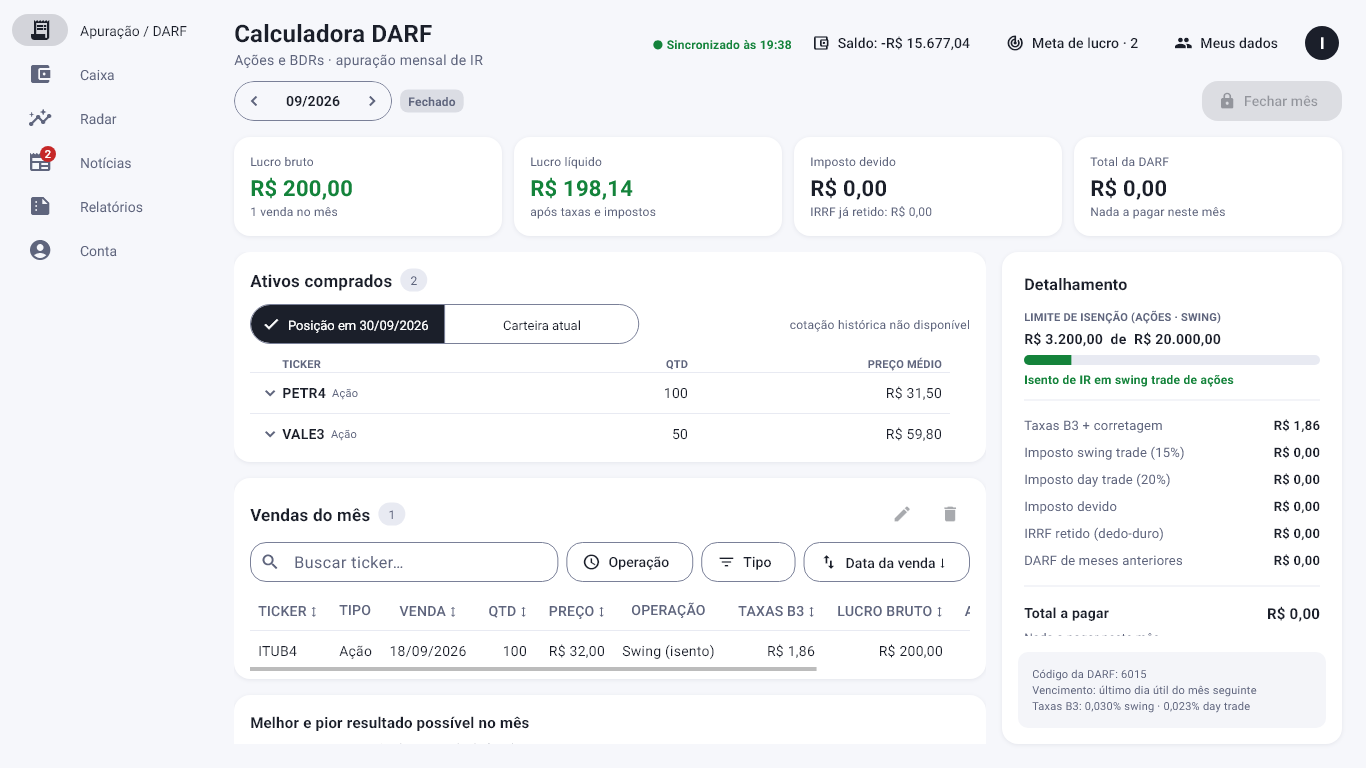 Apuração / DARF
Caixa
Radar
2
Notícias
Relatórios
Conta
Calculadora DARF
Ações e BDRs · apuração mensal de IR
Sincronizado às 19:38
Saldo: -R$ 15.677,04
Meta de lucro · 2
Meus dados
I
09/2026
Fechado
Fechar mês
Lucro bruto
R$ 200,00
1 venda no mês
Lucro líquido
R$ 198,14
após taxas e impostos
Imposto devido
R$ 0,00
IRRF já retido: R$ 0,00
Total da DARF
R$ 0,00
Nada a pagar neste mês
Ativos comprados 2
Posição em 30/09/2026
Carteira atual
cotação histórica não disponível
TICKER QTD PREÇO MÉDIO
PETR4 Ação 100 R$ 31,50
VALE3 Ação 50 R$ 59,80
Vendas do mês 1
Buscar ticker...
Operação
Tipo
Data da venda ↓
TICKER ↕ TIPO VENDA ↕ QTD ↕ PREÇO ↕ OPERAÇÃO TAXAS B3 ↕ LUCRO BRUTO ↕
ITUB4 Ação 18/09/2026 100 R$ 32,00 Swing (isento) R$ 1,86 R$ 200,00
Melhor e pior resultado possível no mês
Detalhamento
LIMITE DE ISENÇÃO (AÇÕES · SWING)
R$ 3.200,00 de R$ 20.000,00
Isento de IR em swing trade de ações
Taxas B3 + corretagem R$ 1,86
Imposto swing trade (15%) R$ 0,00
Imposto day trade (20%) R$ 0,00
Imposto devido R$ 0,00
IRRF retido (dedo-duro) R$ 0,00
DARF de meses anteriores R$ 0,00
Total a pagar R$ 0,00
Código da DARF: 6015
Vencimento: último dia útil do mês seguinte
Taxas B3: 0,030% swing · 0,023% day trade